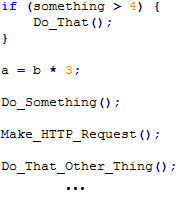 if (something > 4) {
    Do_That();
}
a = b * 3;
Do_Something();
Make_HTTP_Request();
Do_That_Other_Thing();
...